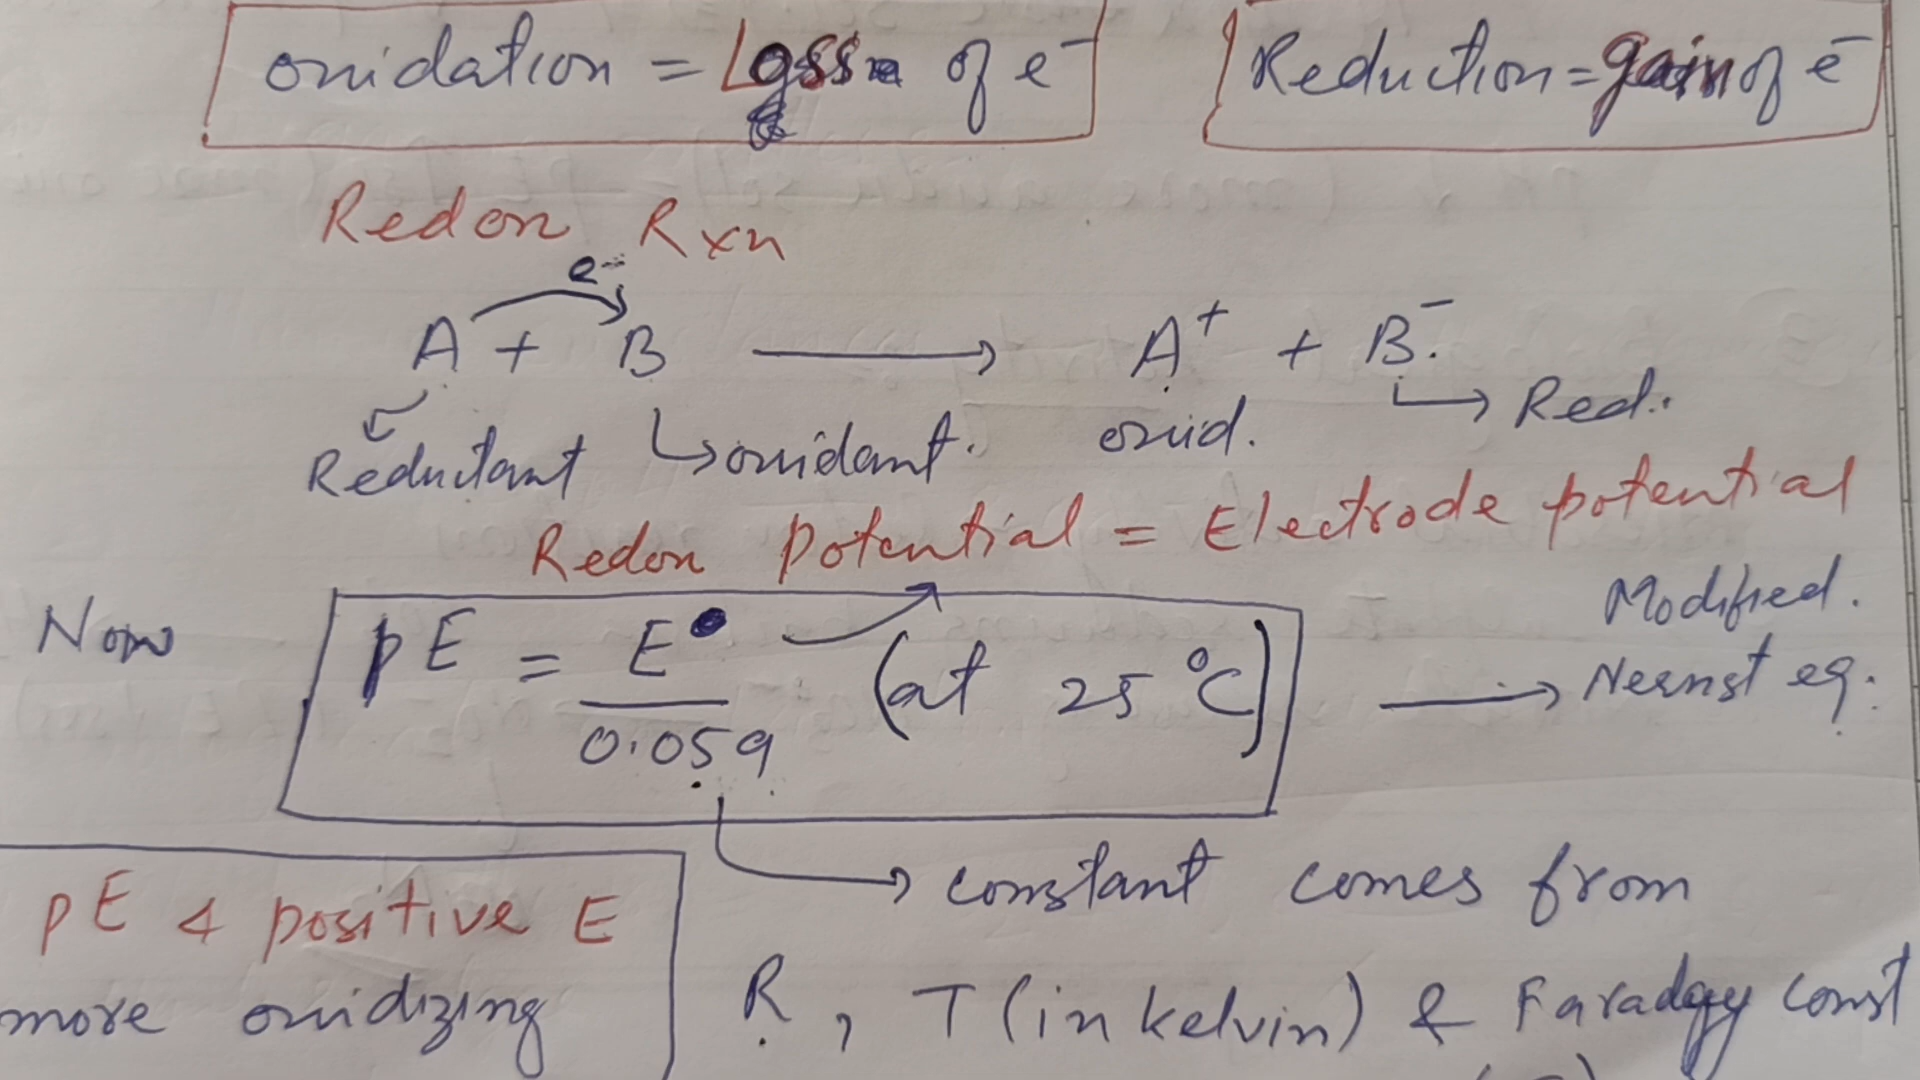 oxidation = Loss of e⁻
Reduction = gain of e⁻
Redox Rxn
e⁻
A + B ⟶ A⁺ + B⁻.
Reductant ↳ oxidant. oxid. ↳ Red.
Redox Potential = Electrode potential
Now
pE = E / 0.059 (at 25 °C) ⟶ Modified.
Nernst eq.
→ constant comes from
R, T (in kelvin) & Faraday const
pE & positive E
more oxidizing